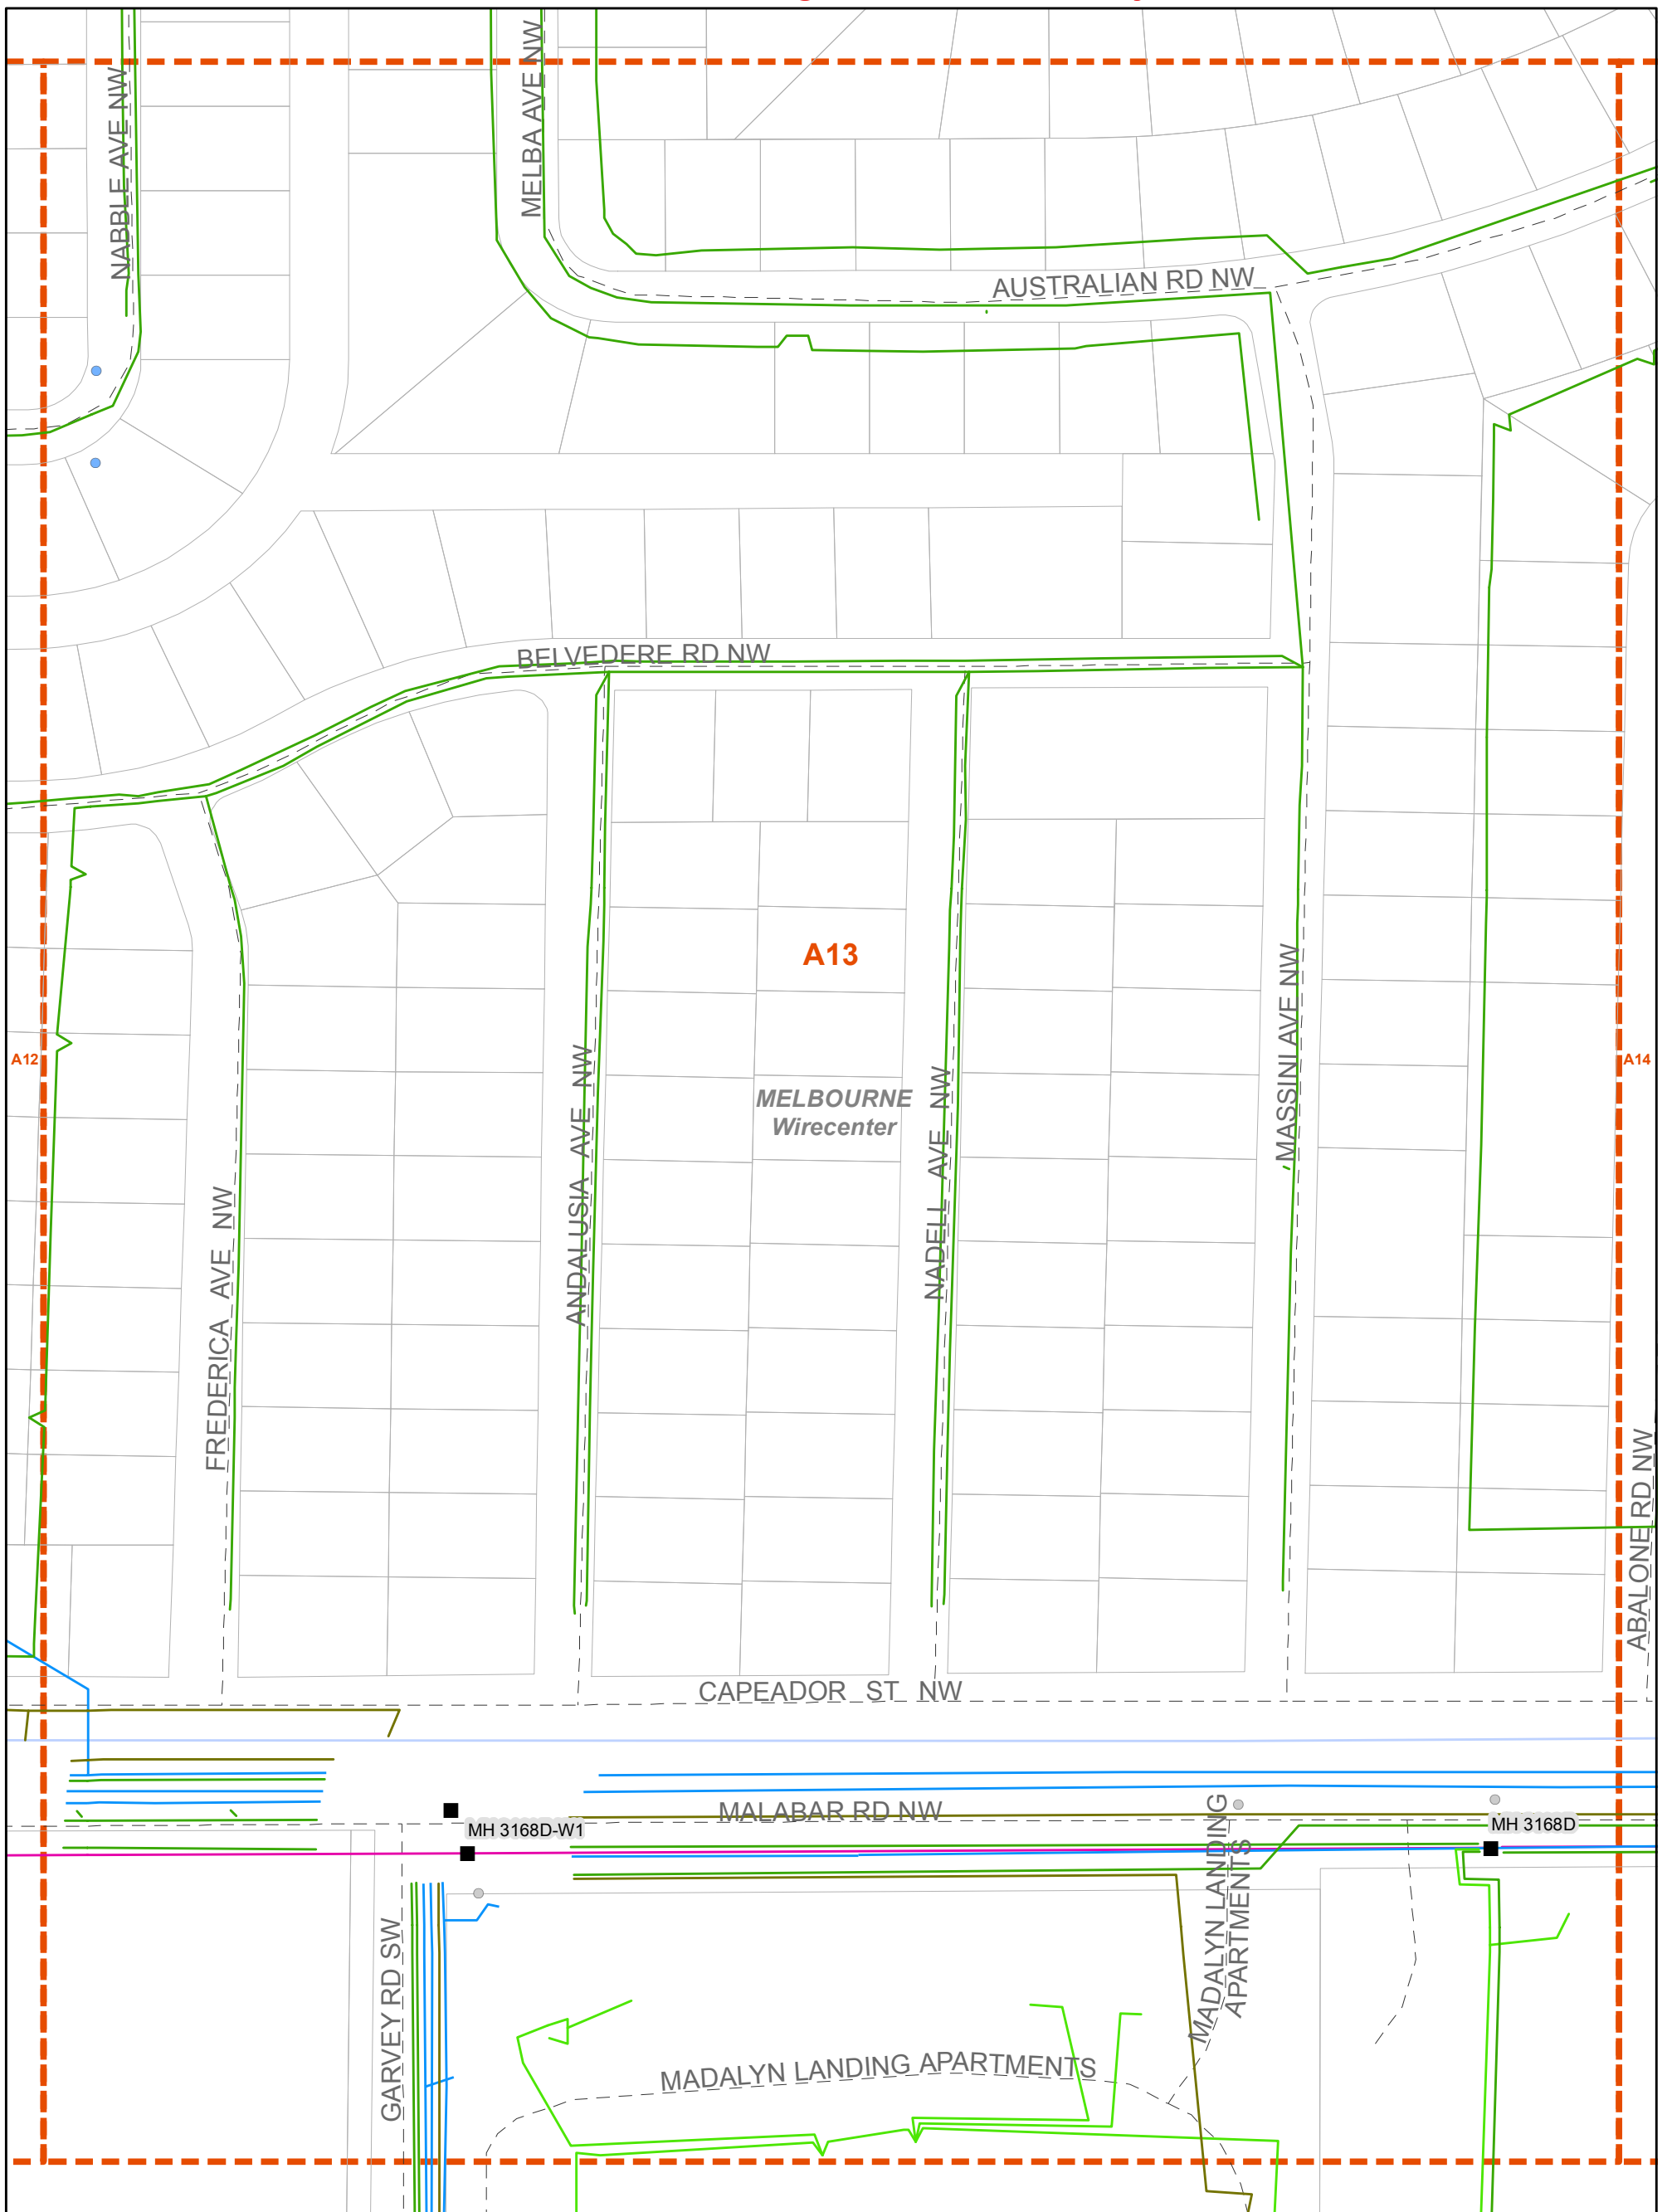 NABBLE AVE NW
MELBA AVE NW
AUSTRALIAN RD NW
BELVEDERE RD NW
A13
MASSINI AVE NW
A12
A14
MELBOURNE
Wirecenter
ANDALUSIA AVE NW
NADELL AVE NW
FREDERICA AVE NW
ABALONE RD NW
CAPEADOR ST NW
MALABAR RD NW
MH 3168D-W1
MH 3168D
MADALYN LANDING
APARTMENTS
GARVEY RD SW
MADALYN LANDING APARTMENTS